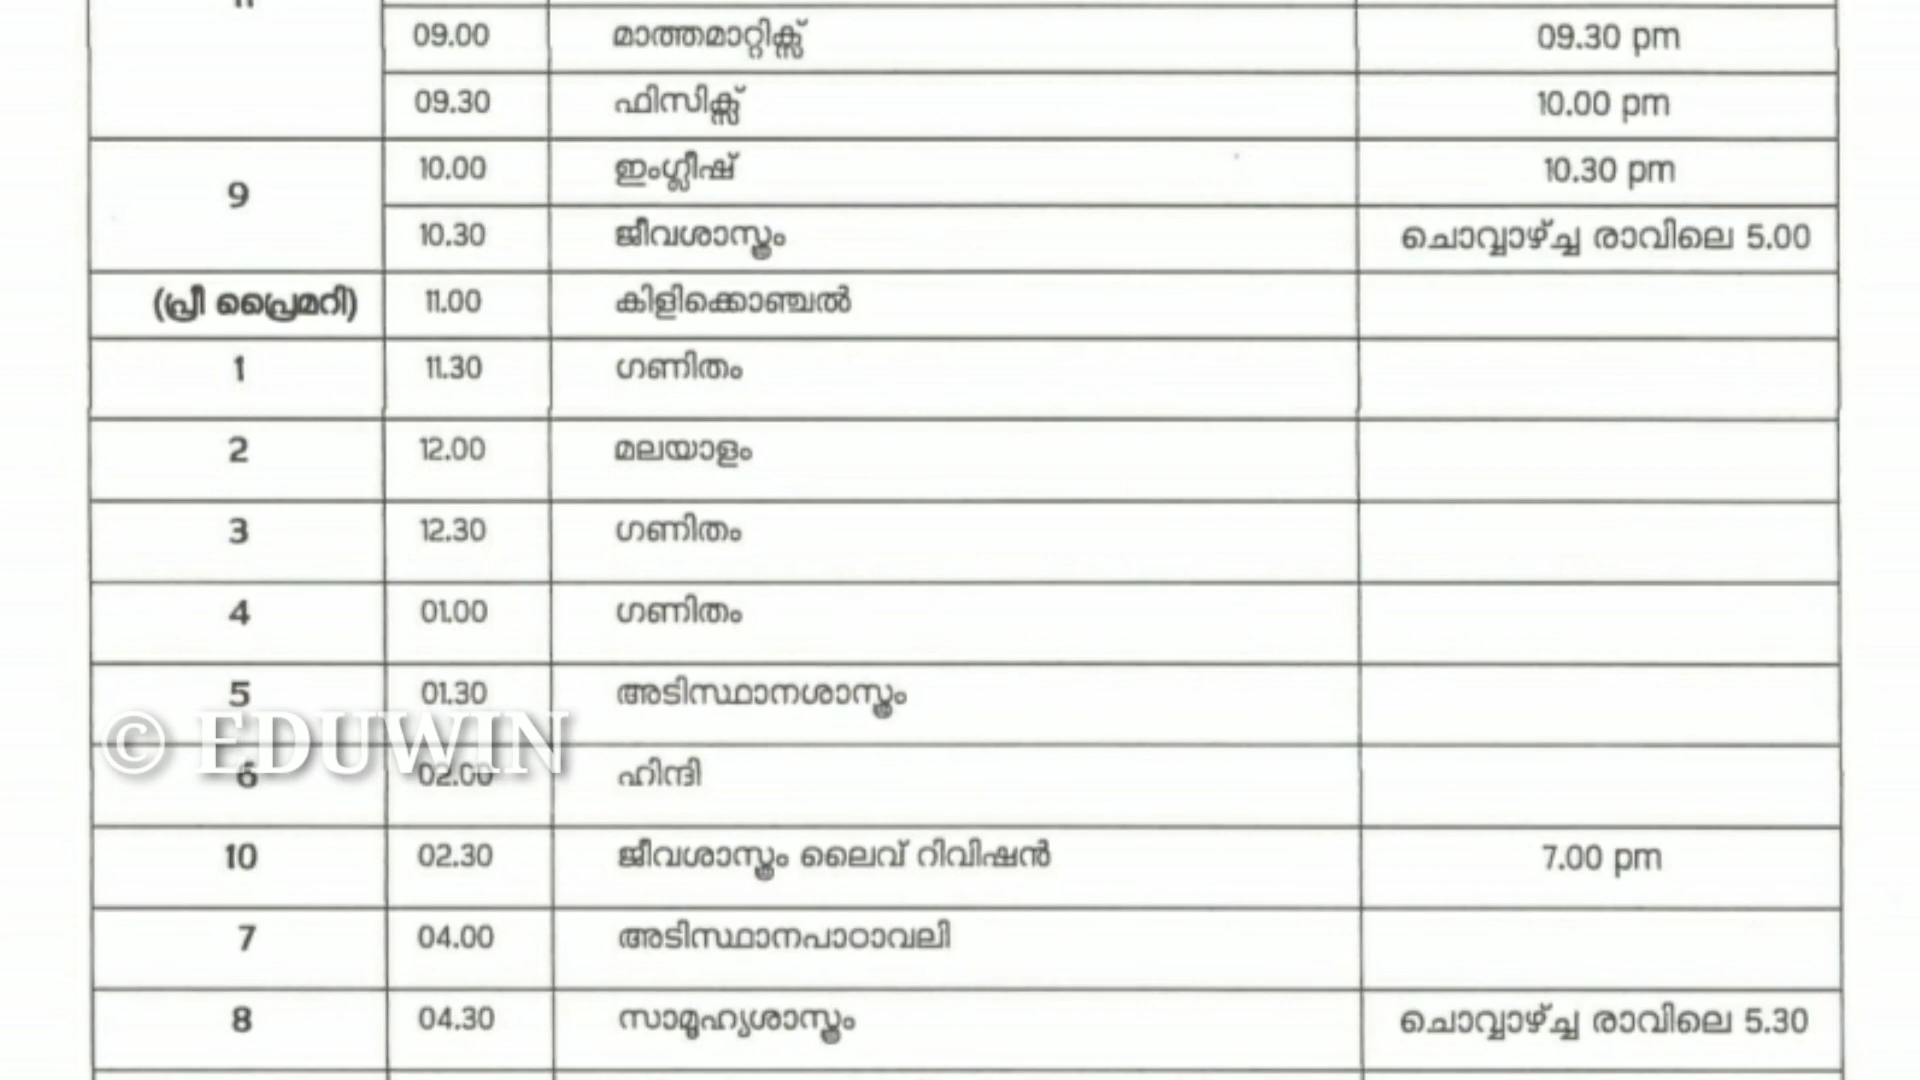 09.00 മാത്തമാറ്റിക്സ് 09.30 pm
09.30 ഫിസിക്സ് 10.00 pm
9 10.00 ഇംഗ്ലീഷ് 10.30 pm
10.30 ജീവശാസ്ത്രം ചൊവ്വാഴ്ച്ച രാവിലെ 5.00
(പ്രീ പ്രൈമറി) 11.00 കിളിക്കൊഞ്ചൽ
1 11.30 ഗണിതം
2 12.00 മലയാളം
3 12.30 ഗണിതം
4 01.00 ഗണിതം
5 01.30 അടിസ്ഥാനശാസ്ത്രം
© EDUWIN
6 02.00 ഹിന്ദി
10 02.30 ജീവശാസ്ത്രം ലൈവ് റിവിഷൻ 7.00 pm
7 04.00 അടിസ്ഥാനപാഠാവലി
8 04.30 സാമൂഹ്യശാസ്ത്രം ചൊവ്വാഴ്ച്ച രാവിലെ 5.30